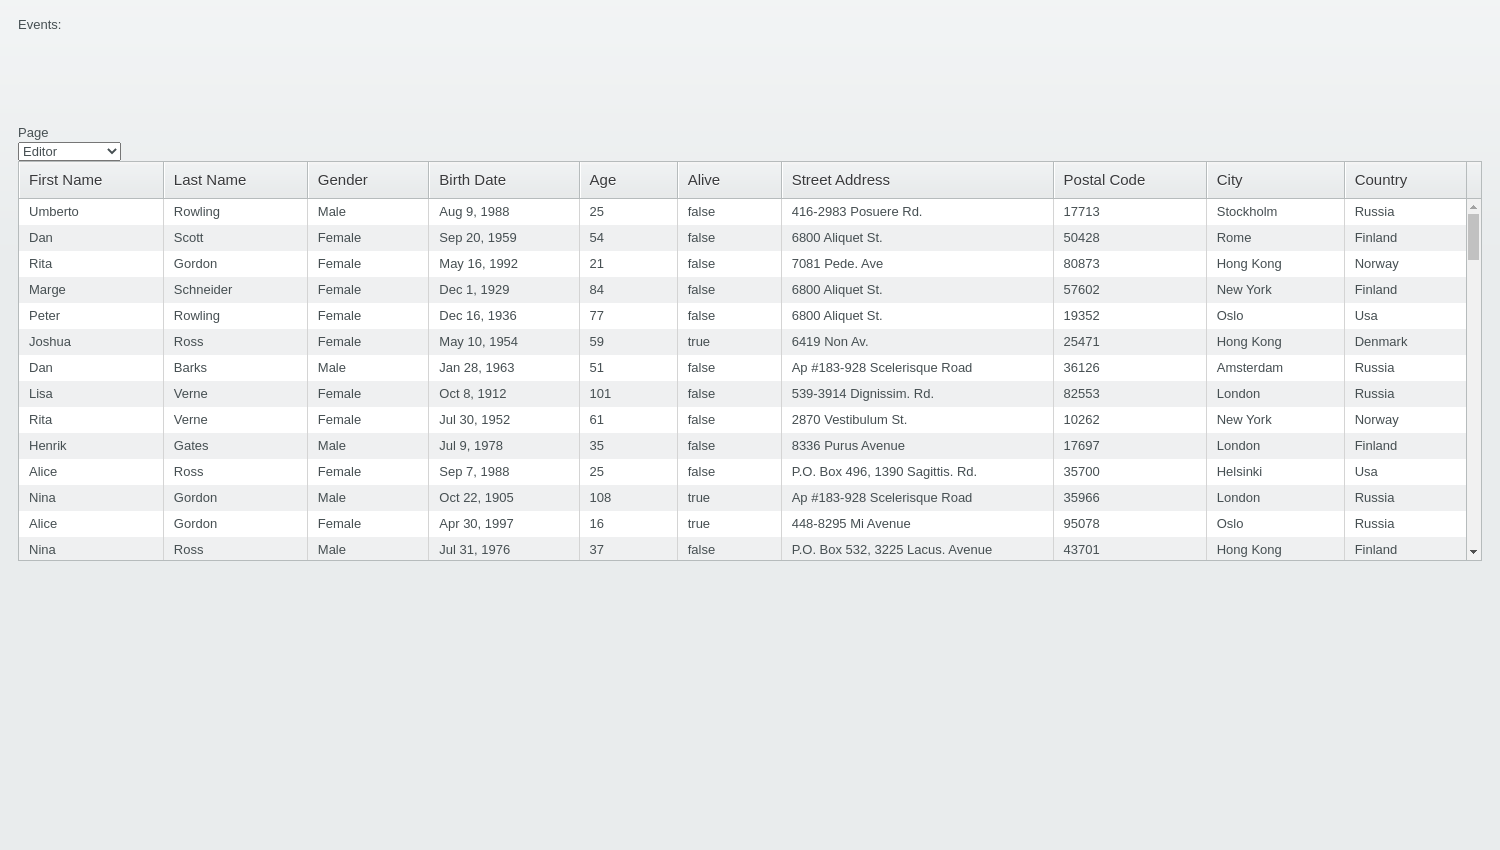 Events:
Page
Editor
First Name Last Name Gender Birth Date Age Alive Street Address Postal Code City Country
Umberto Rowling Male Aug 9, 1988 25 false 416-2983 Posuere Rd. 17713 Stockholm Russia
Dan Scott Female Sep 20, 1959 54 false 6800 Aliquet St. 50428 Rome Finland
Rita Gordon Female May 16, 1992 21 false 7081 Pede. Ave 80873 Hong Kong Norway
Marge Schneider Female Dec 1, 1929 84 false 6800 Aliquet St. 57602 New York Finland
Peter Rowling Female Dec 16, 1936 77 false 6800 Aliquet St. 19352 Oslo Usa
Joshua Ross Female May 10, 1954 59 true 6419 Non Av. 25471 Hong Kong Denmark
Dan Barks Male Jan 28, 1963 51 false Ap #183-928 Scelerisque Road 36126 Amsterdam Russia
Lisa Verne Female Oct 8, 1912 101 false 539-3914 Dignissim. Rd. 82553 London Russia
Rita Verne Female Jul 30, 1952 61 false 2870 Vestibulum St. 10262 New York Norway
Henrik Gates Male Jul 9, 1978 35 false 8336 Purus Avenue 17697 London Finland
Alice Ross Female Sep 7, 1988 25 false P.O. Box 496, 1390 Sagittis. Rd. 35700 Helsinki Usa
Nina Gordon Male Oct 22, 1905 108 true Ap #183-928 Scelerisque Road 35966 London Russia
Alice Gordon Female Apr 30, 1997 16 true 448-8295 Mi Avenue 95078 Oslo Russia
Nina Ross Male Jul 31, 1976 37 false P.O. Box 532, 3225 Lacus. Avenue 43701 Hong Kong Finland